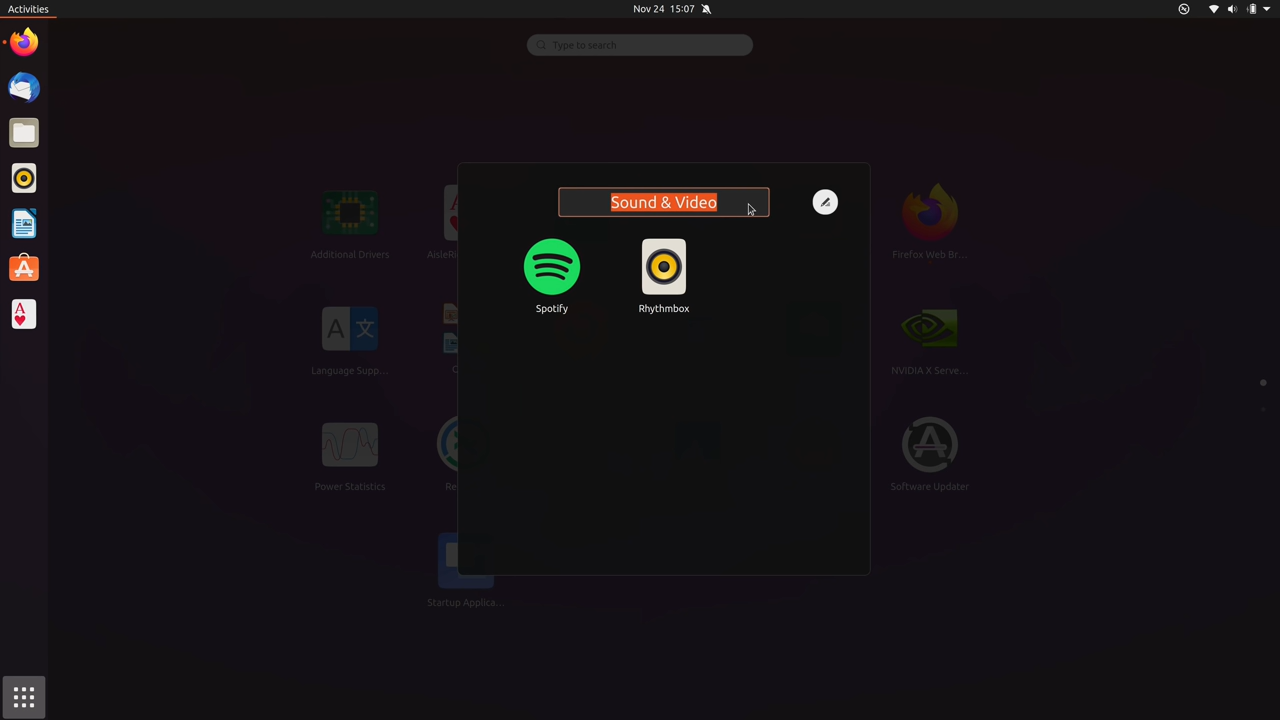 Activities
Nov 24 15:07
Type to search
Sound & Video
Spotify
Rhythmbox
Additional Drivers
Firefox Web Br...
Language Supp...
NVIDIA X Serve...
Power Statistics
Software Updater
Startup Applica...